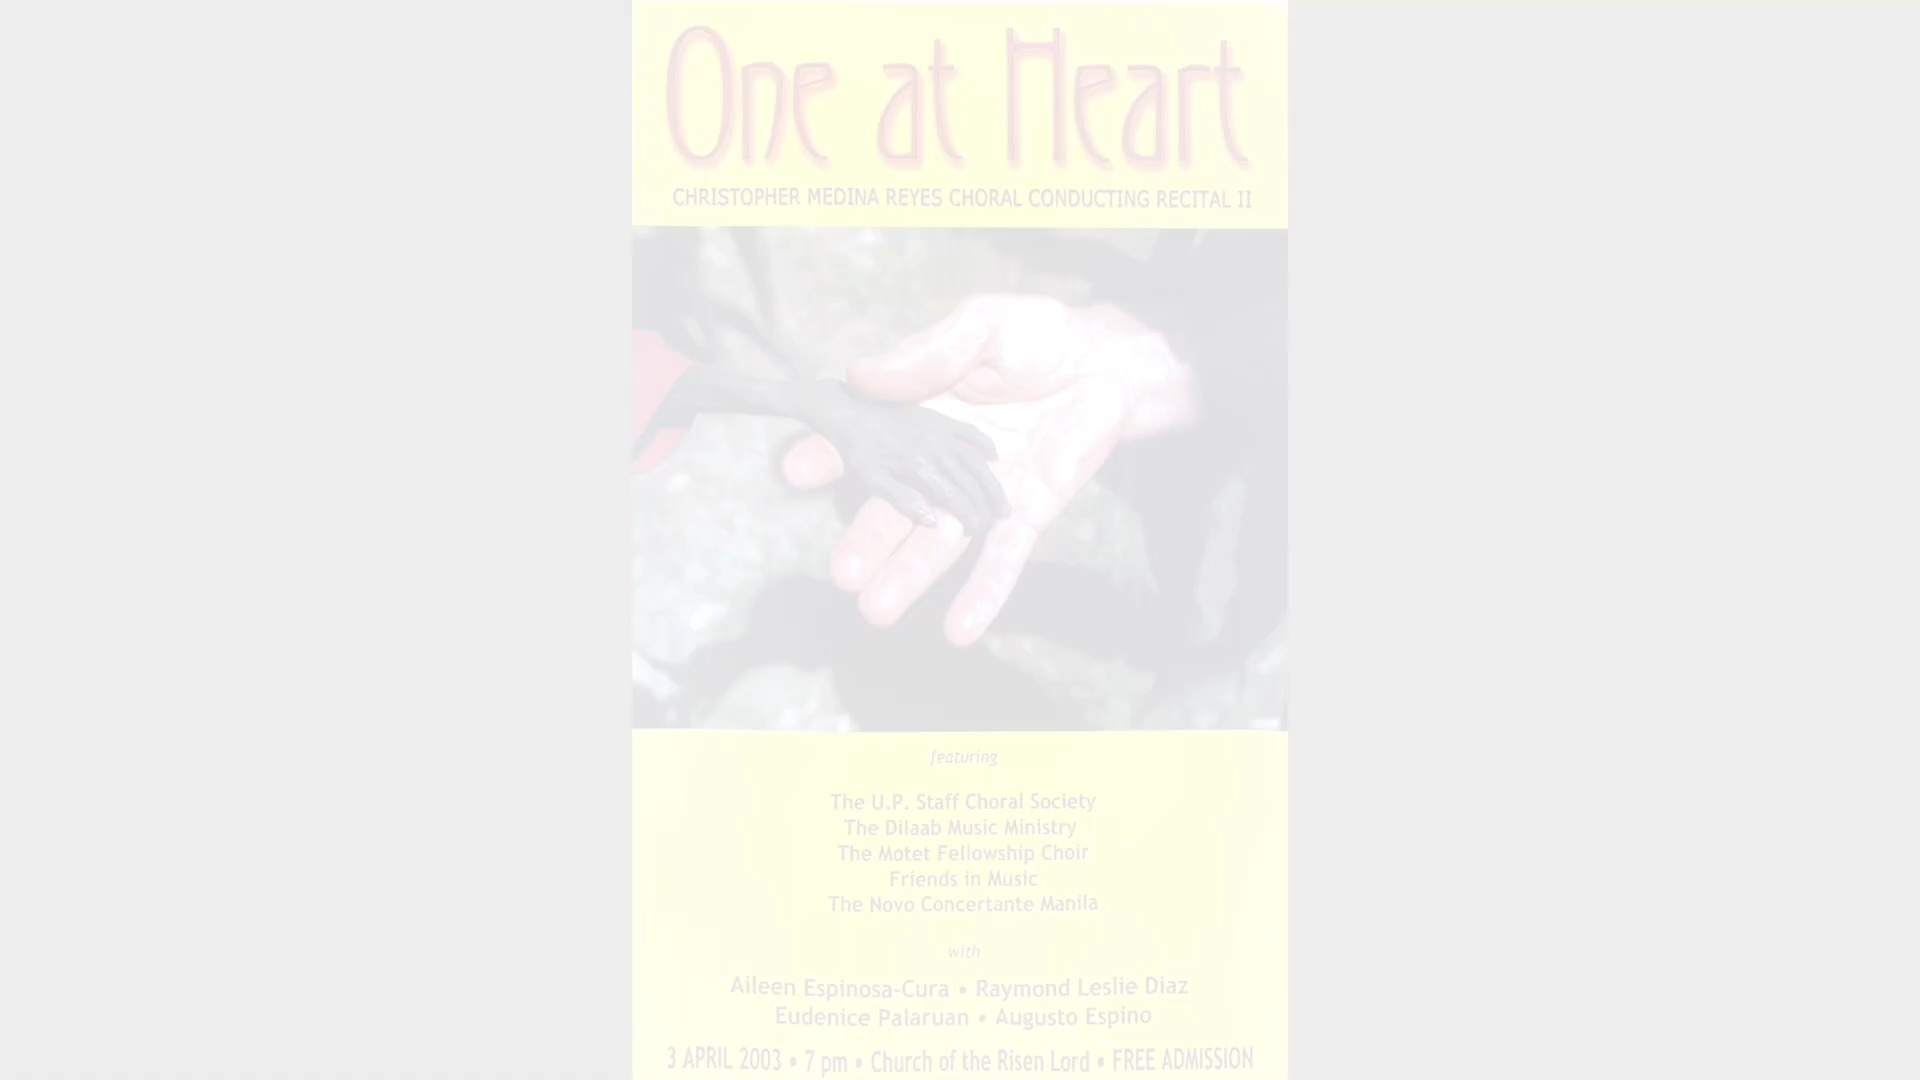 One at Heart
CHRISTOPHER MEDINA REYES CHORAL CONDUCTING RECITAL II
featuring
The U.P. Staff Choral Society
The Dilaab Music Ministry
The Motet Fellowship Choir
Friends in Music
The Novo Concertante Manila
with
Aileen Espinosa-Cura • Raymond Leslie Diaz
Eudenice Palaruan • Augusto Espino
3 APRIL 2003 • 7 pm • Church of the Risen Lord • FREE ADMISSION